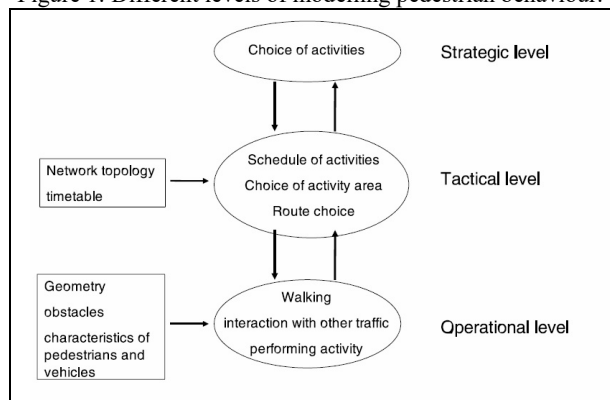 Figure 1. Different levels of modelling pedestrian behaviour.
Choice of activities
Strategic level
Network topology
timetable
Schedule of activities
Choice of activity area
Route choice
Tactical level
Geometry
obstacles
characteristics of
pedestrians and
vehicles
Walking
interaction with other traffic
performing activity
Operational level